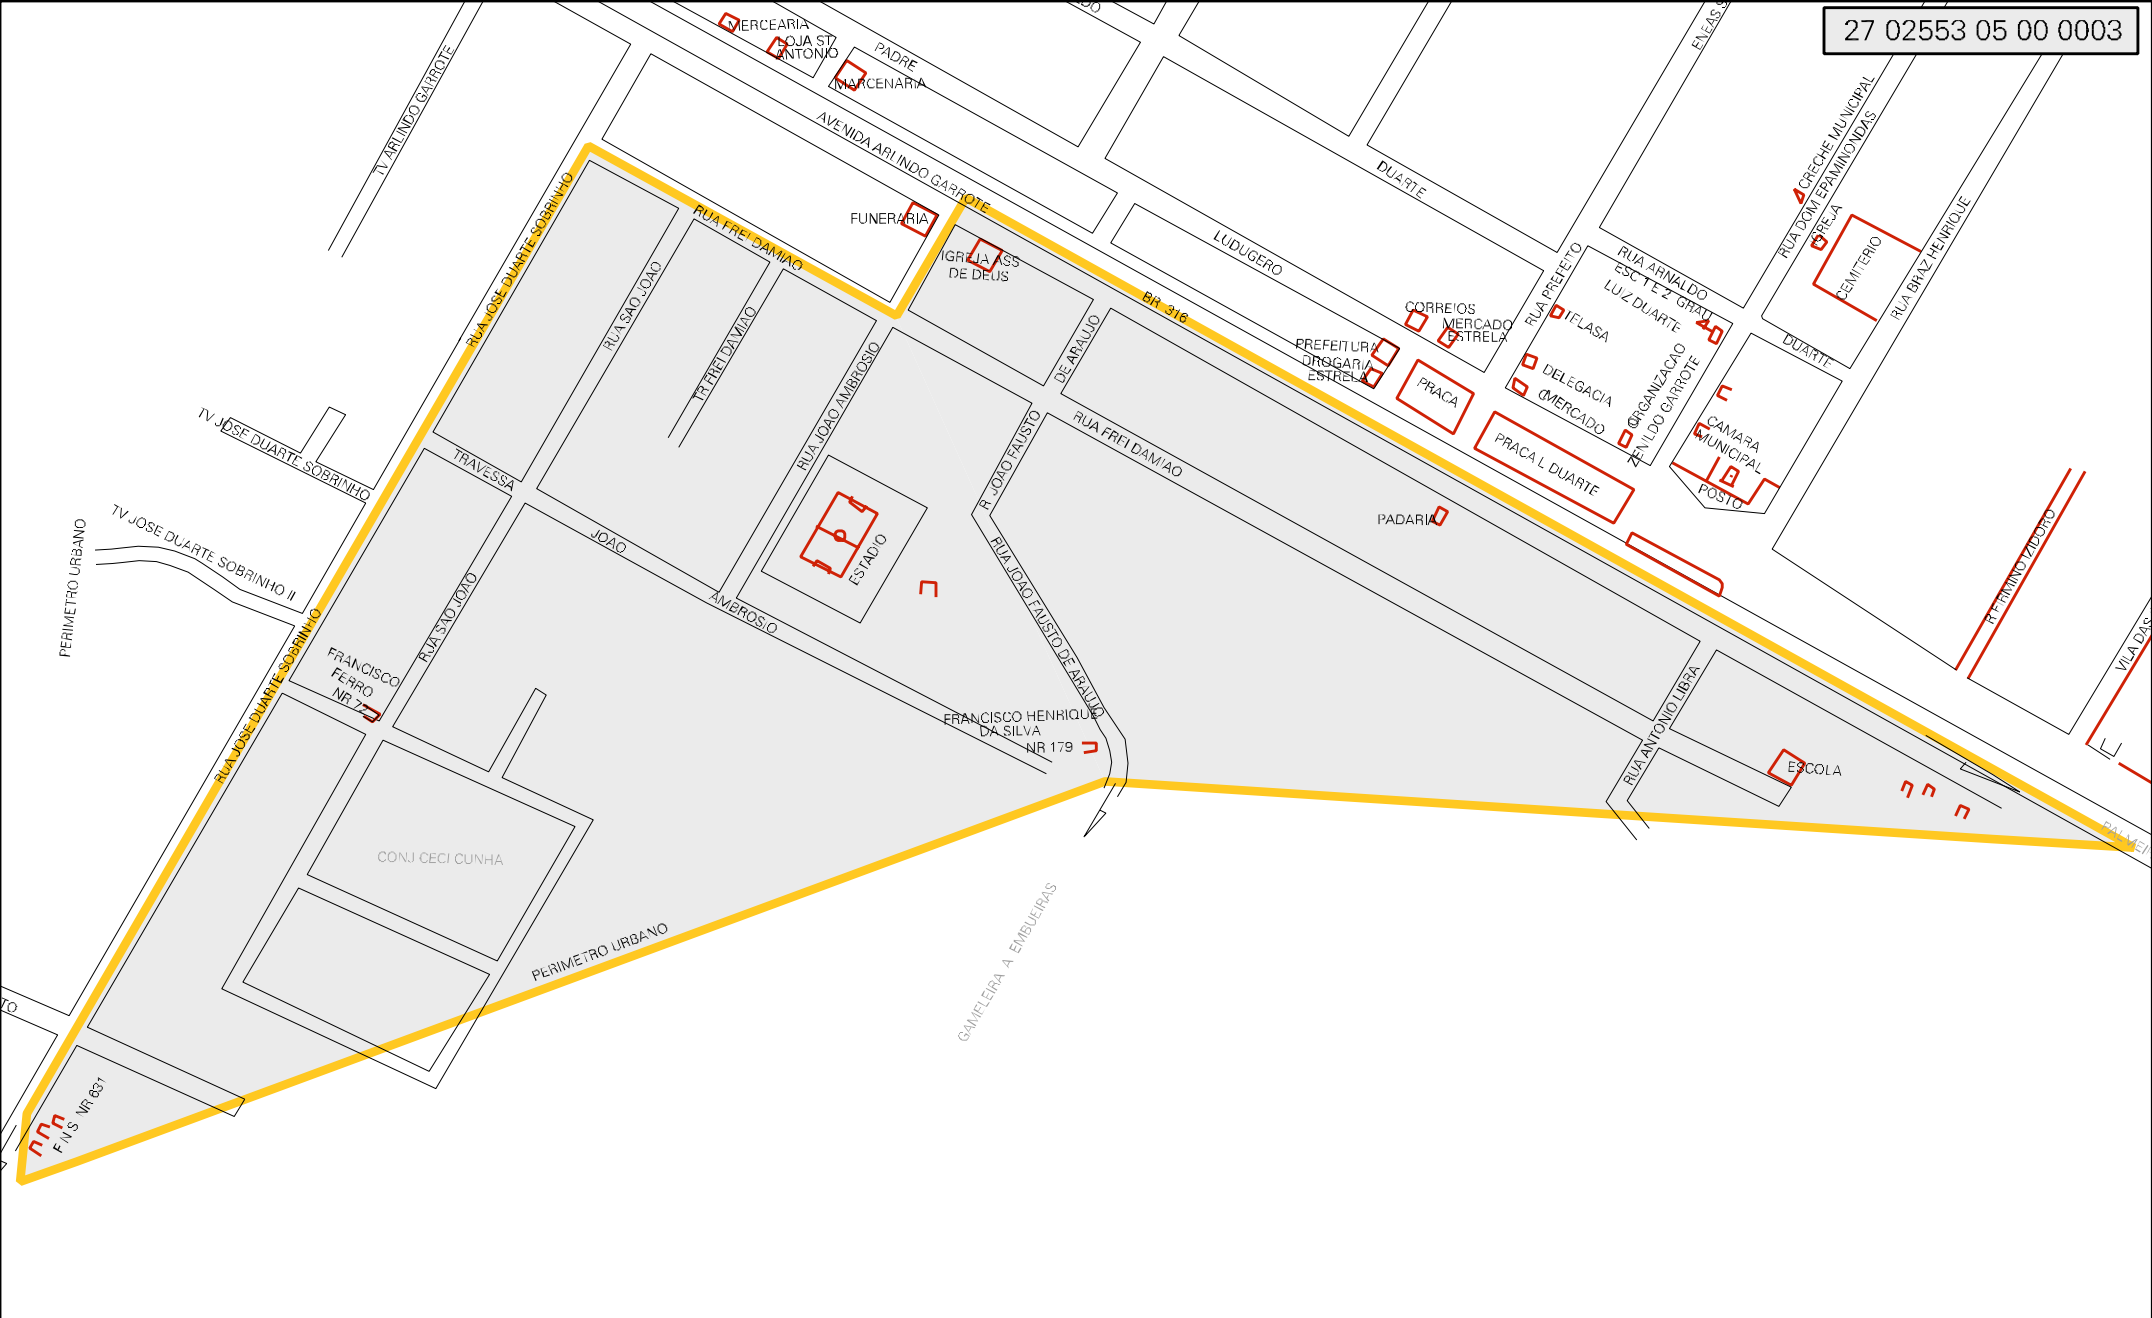 27 02553 05 00 0003
MERCEARIA
LOJA ST
ANTONIO
PADRE
MARCENARIA
TV ARLINDO GARROTE
AVENIDA ARLINDO GARROTE
DUARTE
CRECHE MUNICIPAL
RUA DOM EPAMINONDAS
IGREJA
CEMITERIO
RUA BRAZ HENRIQUE
RUA JOSE DUARTE SOBRINHO
RUA FREI DAMIAO
FUNERARIA
IGREJA ASS
DE DEUS
LUDUGERO
BR 316
RUA PREFEITO
RUA ARNALDO
ESC 1 E 2 GRAU
LUIZ DUARTE
TELASA
CORREIOS
MERCADO
ESTRELA
PREFEITURA
DROGARIA
ESTRELA
PRACA
DELEGACIA
MERCADO
ORGANIZACAO
ZENILDO GARROTE
DUARTE
CAMARA
MUNICIPAL
POSTO
PRACA L DUARTE
RUA SAO JOAO
TR FREI DAMIAO
RUA JOAO AMBROSIO
DE ARAUJO
R JOAO FAUSTO
RUA FREI DAMIAO
PADARIA
TV JOSE DUARTE SOBRINHO
TRAVESSA
JOAO
AMBROSIO
ESTADIO
RUA JOAO FAUSTO DE ARAUJO
TV JOSE DUARTE SOBRINHO II
PERIMETRO URBANO
RUA SAO JOAO
FRANCISCO
FERRO
NR 72
RUA JOSE DUARTE SOBRINHO
FRANCISCO HENRIQUE
DA SILVA
NR 179
RUA ANTONIO LIBRA
ESCOLA
R FIRMINO IZIDORO
VILA DAS
CONJ CECI CUNHA
PERIMETRO URBANO
GAMELEIRA A EMBUEIRAS
F N S NR 631